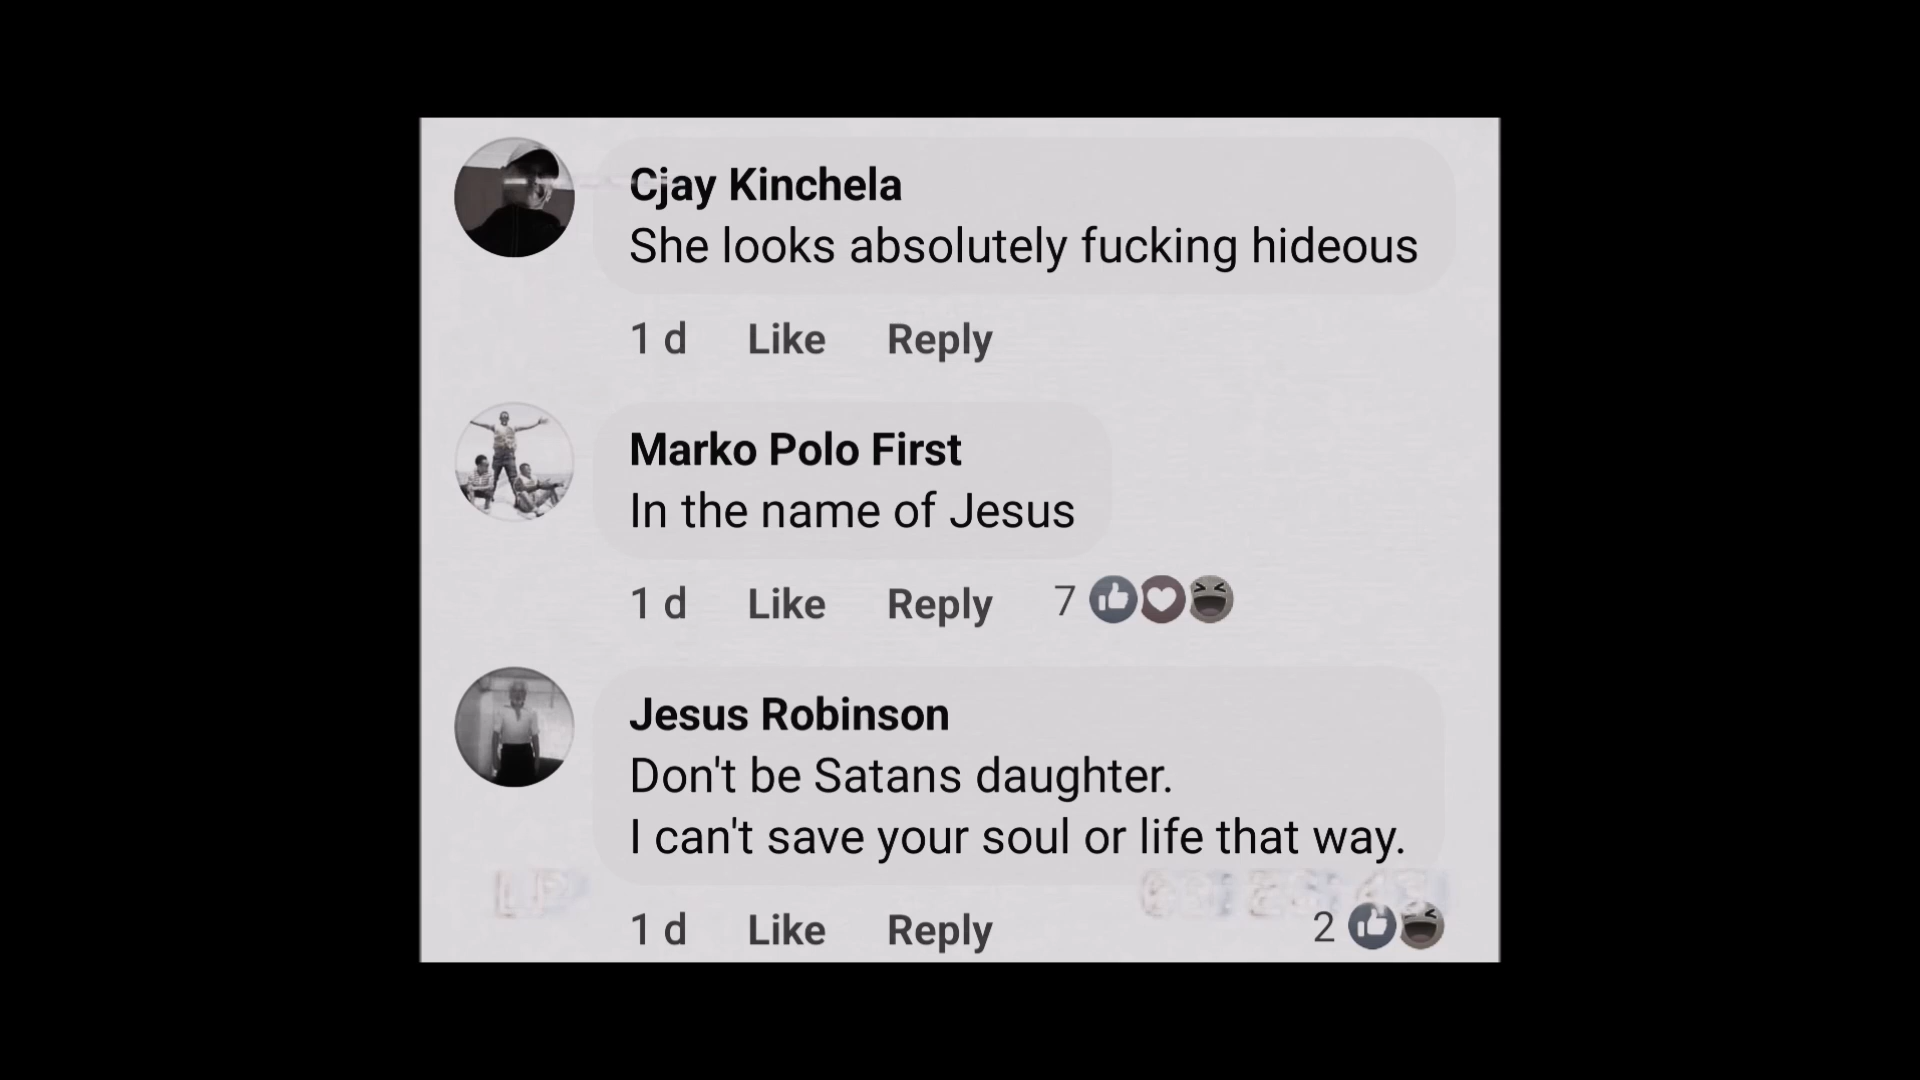 Cjay Kinchela
She looks absolutely fucking hideous
1 d Like Reply
Marko Polo First
In the name of Jesus
1 d Like Reply 7
Jesus Robinson
Don't be Satans daughter.
I can't save your soul or life that way.
LP
1 d Like Reply 2